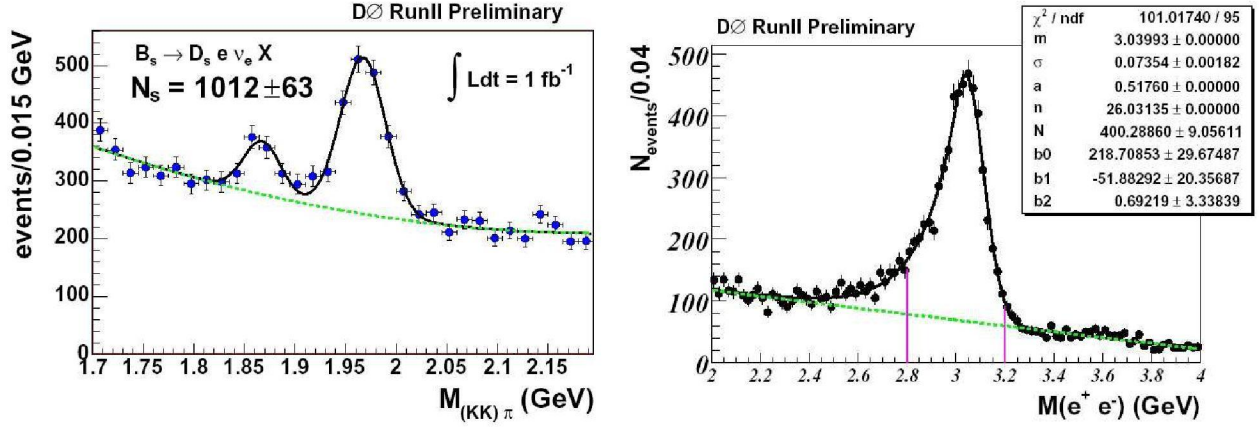 DØ RunII Preliminary
B_s → D_s e ν_e X
N_s = 1012 ± 63
∫ Ldt = 1 fb⁻¹
events/0.015 GeV
500
400
300
200
100
0
1.7 1.75 1.8 1.85 1.9 1.95 2 2.05 2.1 2.15
M_(KK) π (GeV)
DØ RunII Preliminary
χ² / ndf 101.01740 / 95
m 3.03993 ± 0.00000
σ 0.07354 ± 0.00182
a 0.51760 ± 0.00000
n 26.03135 ± 0.00000
N 400.28860 ± 9.05611
b0 218.70853 ± 29.67487
b1 -51.88292 ± 20.35687
b2 0.69219 ± 3.33839
N_events/0.04
500
400
300
200
100
0
2 2.2 2.4 2.6 2.8 3 3.2 3.4 3.6 3.8 4
M(e⁺ e⁻) (GeV)